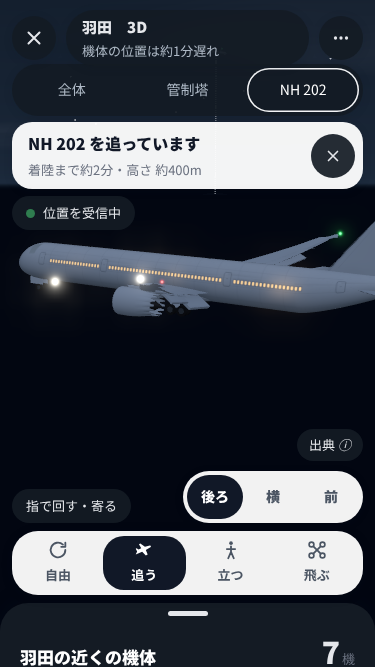 羽田　3D
機体の位置は約1分遅れ
全体
管制塔
NH 202
NH 202 を追っています
着陸まで約2分・高さ 約400m
位置を受信中
出典
後ろ
横
前
指で回す・寄る
自由
追う
立つ
飛ぶ
羽田の近くの機体
7機